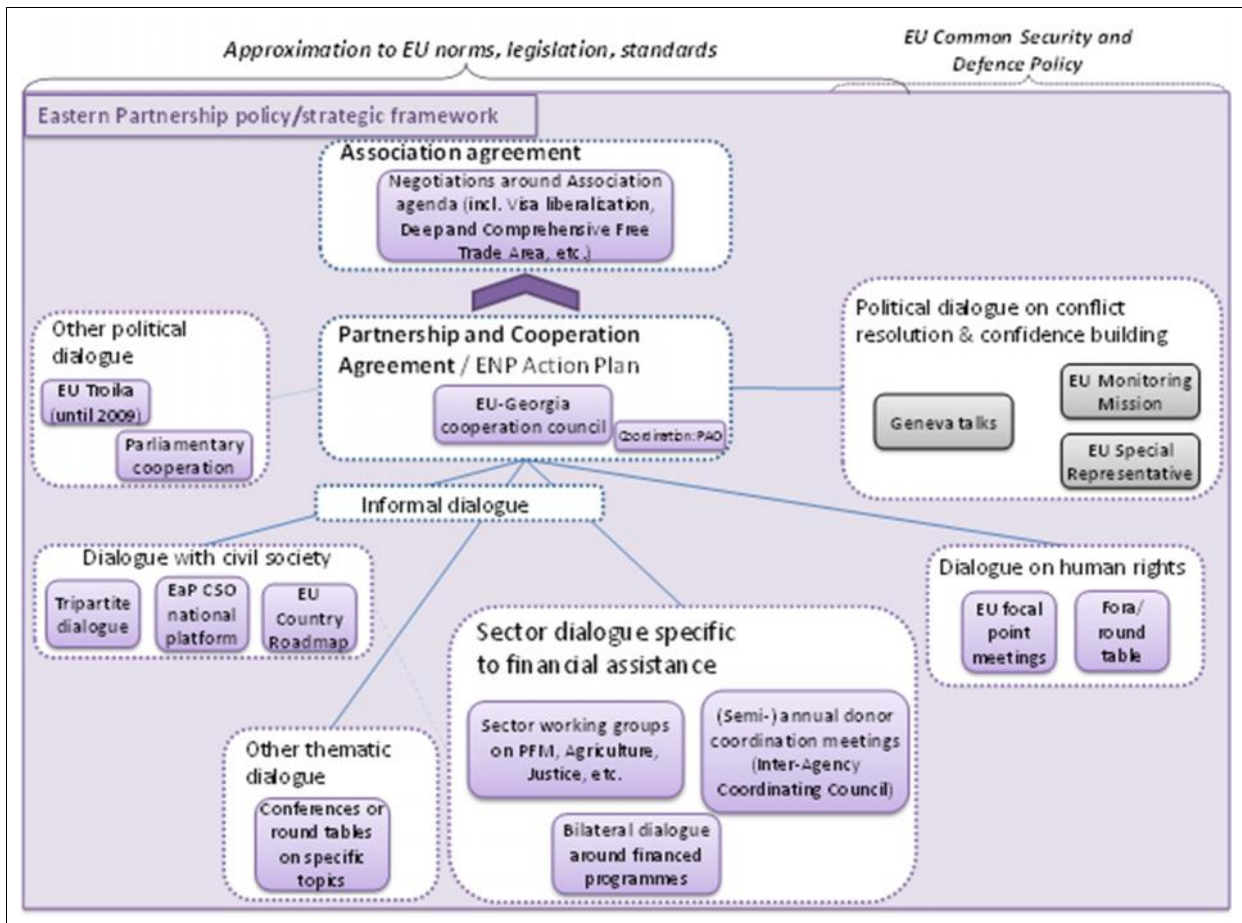 Approximation to EU norms, legislation, standards
EU Common Security and
Defence Policy
Eastern Partnership policy/strategic framework
Association agreement
Negotiations around Association
agenda (incl. Visa liberalization,
Deepand Comprehensive Free
Trade Area, etc.)
Other political
dialogue
EU Troika
(until 2009)
Parliamentary
cooperation
Partnership and Cooperation
Agreement / ENP Action Plan
EU-Georgia
cooperation council
Coordination: PAO
Political dialogue on conflict
resolution & confidence building
Geneva talks
EU Monitoring
Mission
EU Special
Representative
Informal dialogue
Dialogue with civil society
Tripartite
dialogue
EaP CSO
national
platform
EU
Country
Roadmap
Dialogue on human rights
EU focal
point
meetings
Fora/
round
table
Sector dialogue specific
to financial assistance
Sector working groups
on PFM, Agriculture,
Justice, etc.
(Semi-) annual donor
coordination meetings
(Inter-Agency
Coordinating Council)
Bilateral dialogue
around financed
programmes
Other thematic
dialogue
Conferences or
round tables
on specific
topics